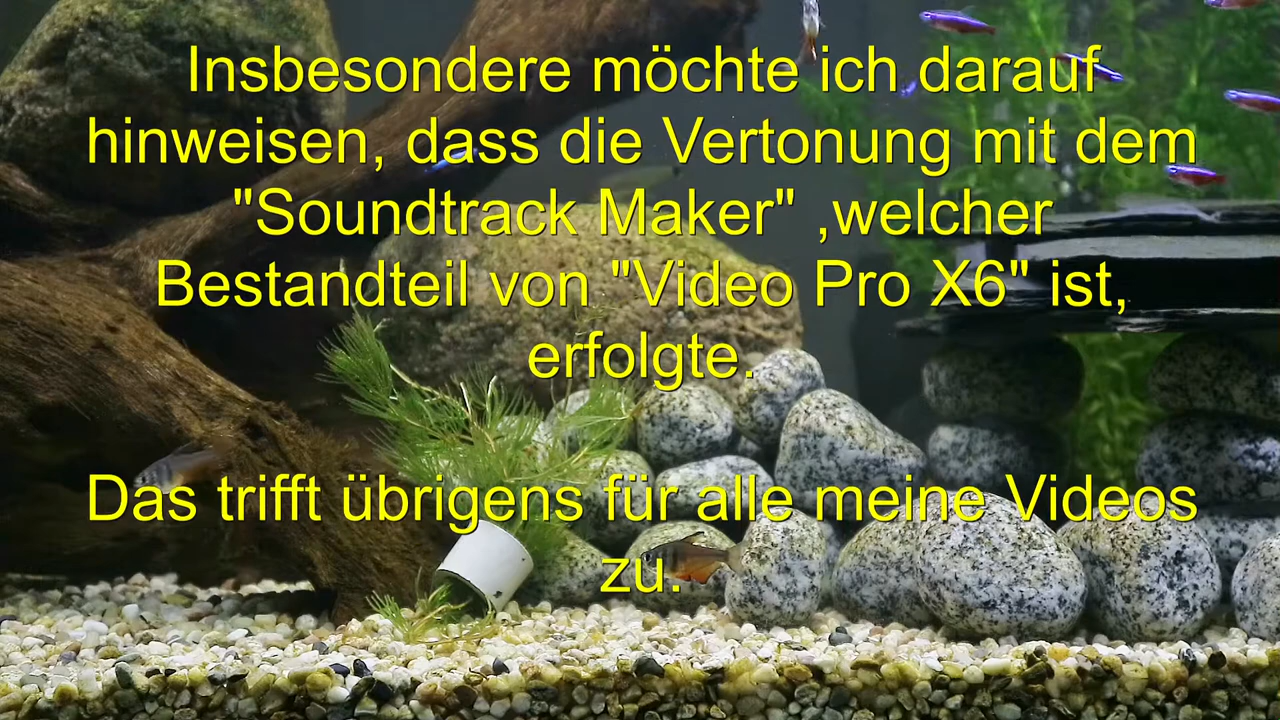 Insbesondere möchte ich darauf
hinweisen, dass die Vertonung mit dem
"Soundtrack Maker" ,welcher
Bestandteil von "Video Pro X6" ist,
erfolgte.
Das trifft übrigens für alle meine Videos
zu.